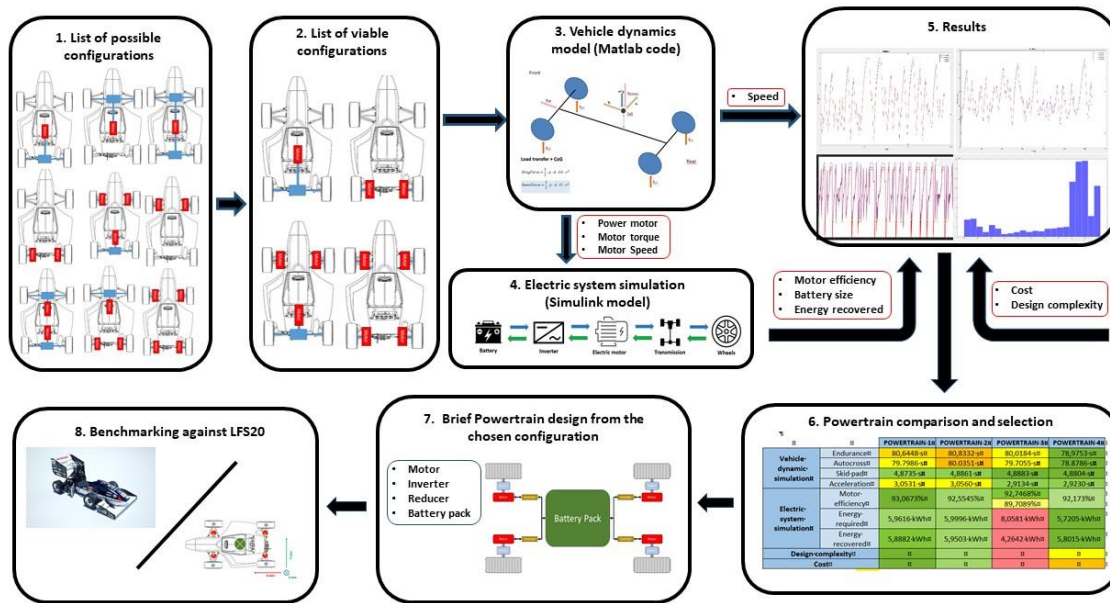 1. List of possible
configurations
2. List of viable
configurations
3. Vehicle dynamics
model (Matlab code)
Front
Rear
Load transfer + CoG
• Speed
5. Results
• Power motor
• Motor torque
• Motor Speed
4. Electric system simulation
(Simulink model)
Battery
Inverter
Electric motor
Transmission
Wheels
• Motor efficiency
• Battery size
• Energy recovered
• Cost
• Design complexity
8. Benchmarking against LFS20
7. Brief Powertrain design from the
chosen configuration
• Motor
• Inverter
• Reducer
• Battery pack
Battery Pack
6. Powertrain comparison and selection
¤ ¤ POWERTRAIN·1¤ POWERTRAIN·2¤ POWERTRAIN·3¤ POWERTRAIN·4¤
Vehicle·dynamic·simulation¤
Endurance¤ 80,6448·s¤ 80,8332·s¤ 80,0184·s¤ 78,9753·s¤
Autocross¤ 79.7986·s¤ 80.0351·s¤ 79.7055·s¤ 78.8786·s¤
Skid-pad¤ 4,8735·s¤ 4,8861·s¤ 4,8883·s¤ 4,8804·s¤
Acceleration¤ 3,0531·s¤ 3,0560·s¤ 2,9134·s¤ 2,9230·s¤
Electric·system·simulation¤
Motor·efficiency¤ 93,0673%¤ 92,5545%¤ 92,7468%¤ 89,7089%¤ 92,173%¤
Energy·required¤ 5,9616·kWh¤ 5,9996·kWh¤ 8,0581·kWh¤ 5,7205·kWh¤
Energy·recovered¤ 5,8882·kWh¤ 5,9503·kWh¤ 4,2642·kWh¤ 5,8015·kWh¤
Design·complexity¤ ¤ ¤ ¤ ¤
Cost¤ ¤ ¤ ¤ ¤